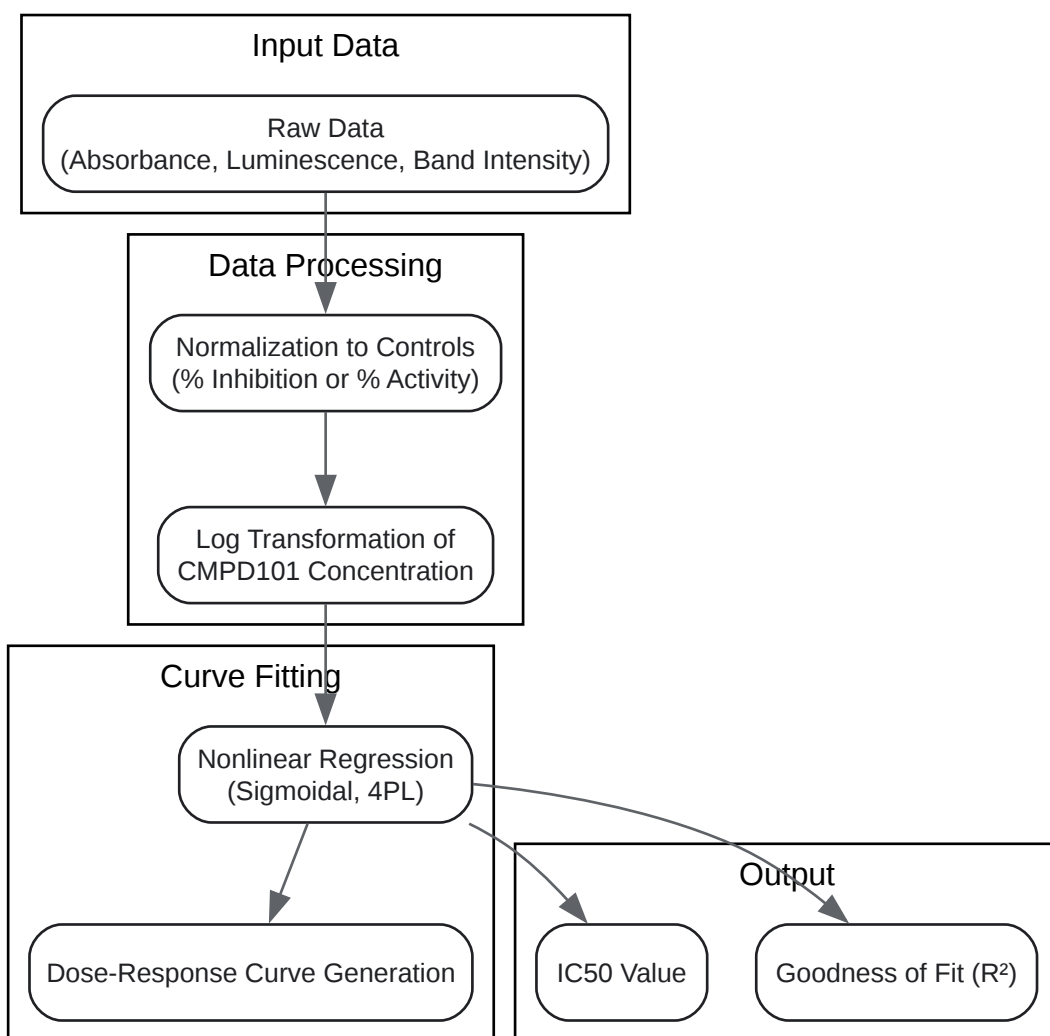 Input Data
Raw Data
(Absorbance, Luminescence, Band Intensity)
Data Processing
Normalization to Controls
(% Inhibition or % Activity)
Log Transformation of
CMPD101 Concentration
Curve Fitting
Nonlinear Regression
(Sigmoidal, 4PL)
Output
Dose-Response Curve Generation
IC50 Value
Goodness of Fit (R²)